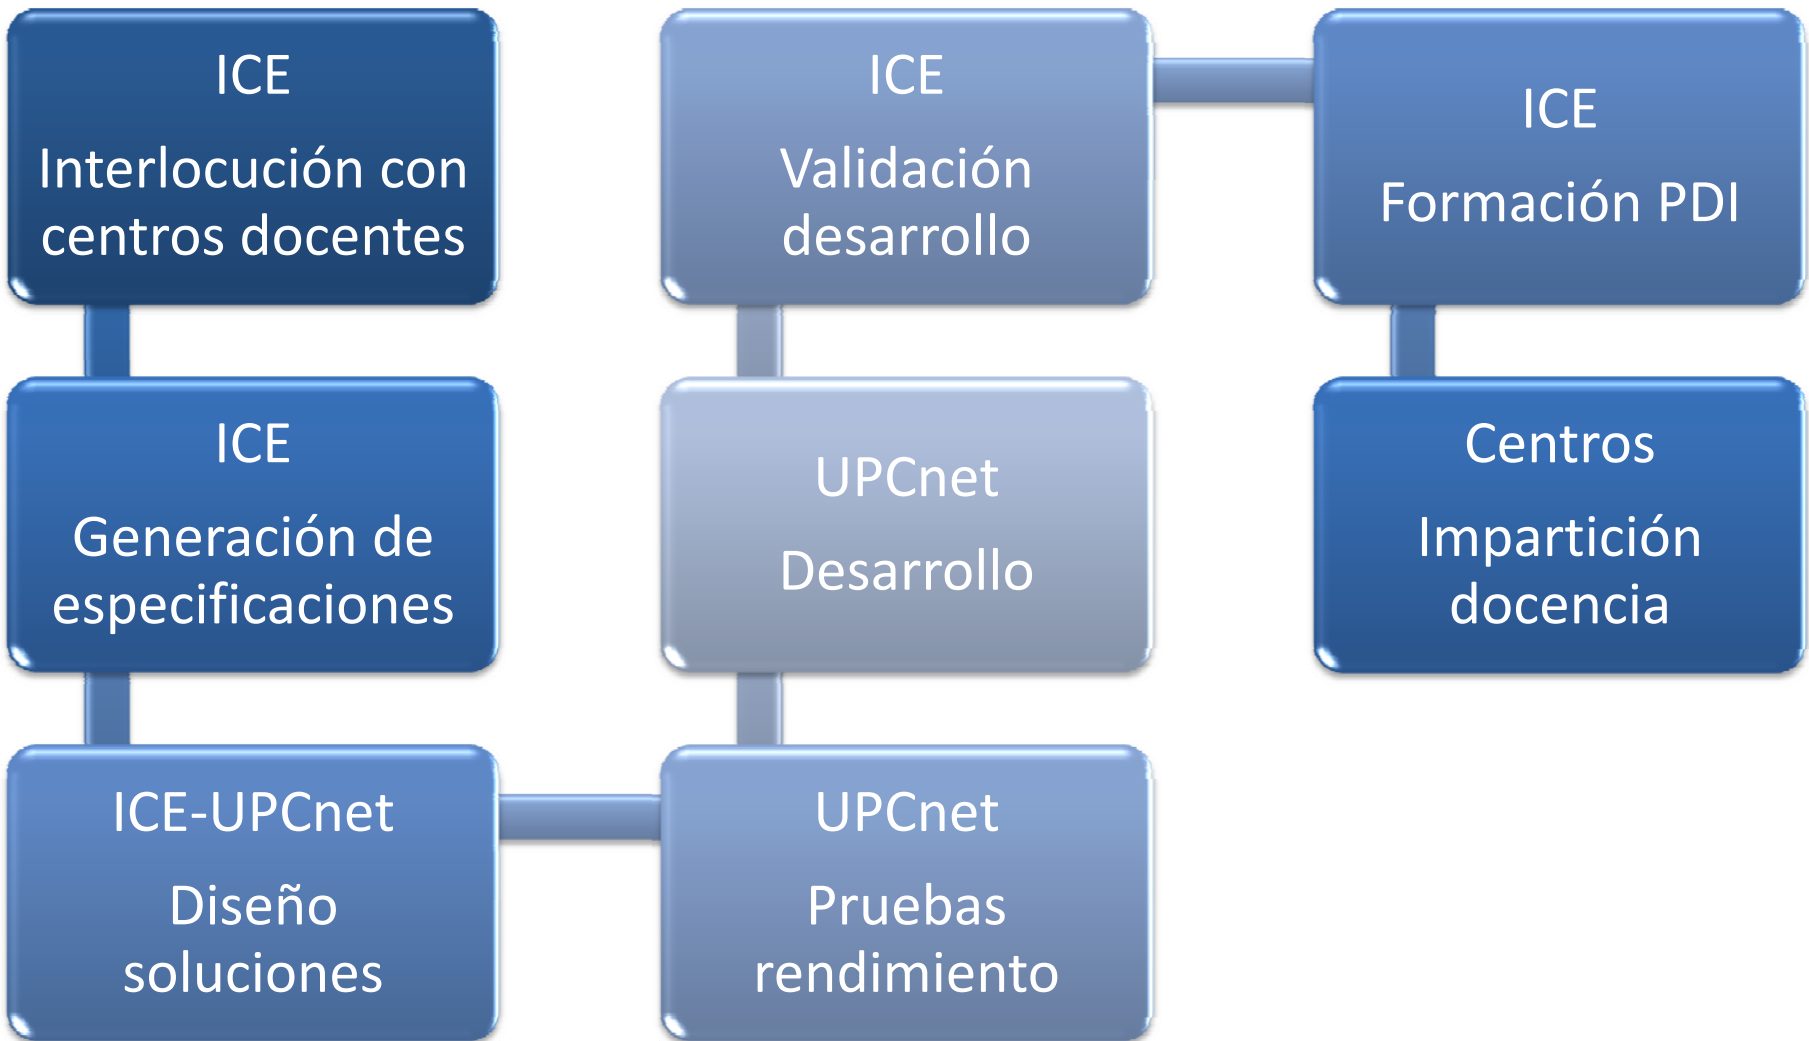 ICE
Interlocución con
centros docentes
ICE
Generación de
especificaciones
ICE-UPCnet
Diseño
soluciones
UPCnet
Pruebas
rendimiento
UPCnet
Desarrollo
ICE
Validación
desarrollo
ICE
Formación PDI
Centros
Impartición
docencia